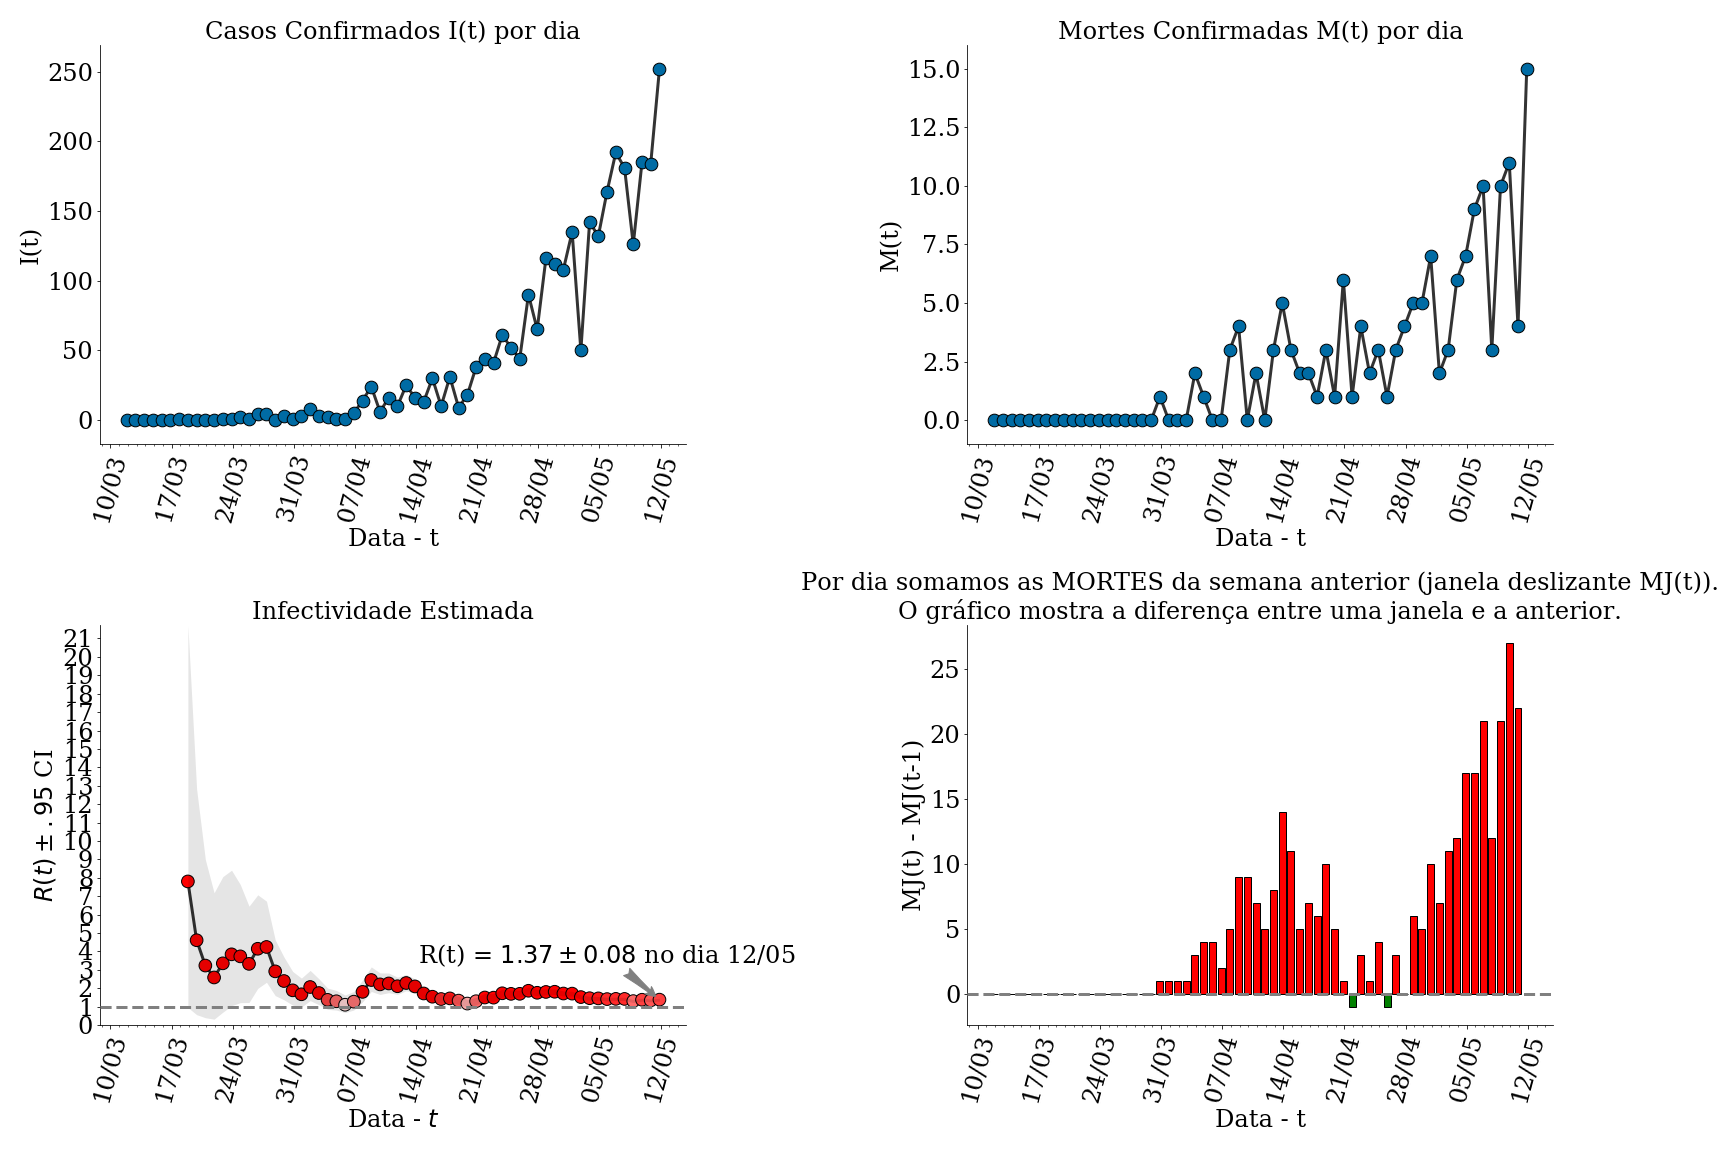 Casos Confirmados I(t) por dia
I(t)
250
200
150
100
50
0
10/03 17/03 24/03 31/03 07/04 14/04 21/04 28/04 05/05 12/05
Data - t
Mortes Confirmadas M(t) por dia
M(t)
15.0
12.5
10.0
7.5
5.0
2.5
0.0
10/03 17/03 24/03 31/03 07/04 14/04 21/04 28/04 05/05 12/05
Data - t
Infectividade Estimada
R(t) ± .95 CI
21
20
19
18
17
16
15
14
13
12
11
10
9
8
7
6
5
4
3
2
1
0
R(t) = 1.37 ± 0.08 no dia 12/05
10/03 17/03 24/03 31/03 07/04 14/04 21/04 28/04 05/05 12/05
Data - t
Por dia somamos as MORTES da semana anterior (janela deslizante MJ(t)).
O gráfico mostra a diferença entre uma janela e a anterior.
MJ(t) - MJ(t-1)
25
20
15
10
5
0
10/03 17/03 24/03 31/03 07/04 14/04 21/04 28/04 05/05 12/05
Data - t